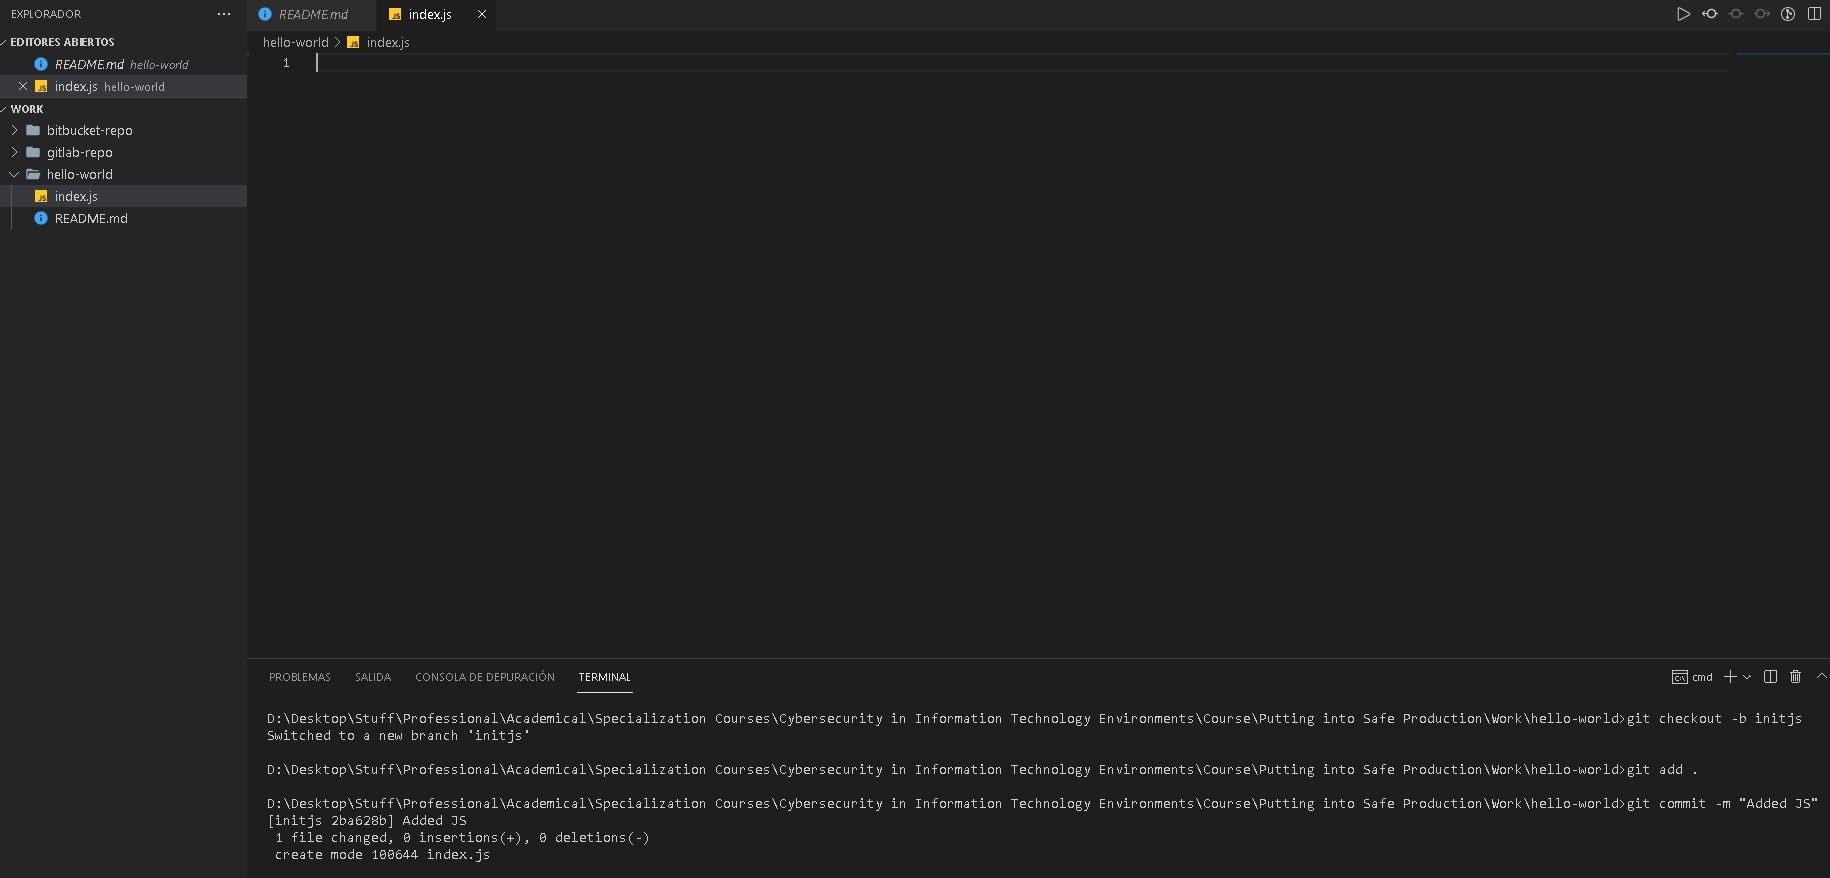 EXPLORADOR
README.md
index.js
EDITORES ABIERTOS
README.md hello-world
index.js hello-world
hello-world > index.js
1
WORK
bitbucket-repo
gitlab-repo
hello-world
index.js
README.md
PROBLEMAS SALIDA CONSOLA DE DEPURACIÓN TERMINAL
cmd
D:\Desktop\Stuff\Professional\Academical\Specialization Courses\Cybersecurity in Information Technology Environments\Course\Putting into Safe Production\Work\hello-world>git checkout -b initjs
Switched to a new branch 'initjs'
D:\Desktop\Stuff\Professional\Academical\Specialization Courses\Cybersecurity in Information Technology Environments\Course\Putting into Safe Production\Work\hello-world>git add .
D:\Desktop\Stuff\Professional\Academical\Specialization Courses\Cybersecurity in Information Technology Environments\Course\Putting into Safe Production\Work\hello-world>git commit -m "Added JS"
[initjs 2ba628b] Added JS
1 file changed, 0 insertions(+), 0 deletions(-)
create mode 100644 index.js